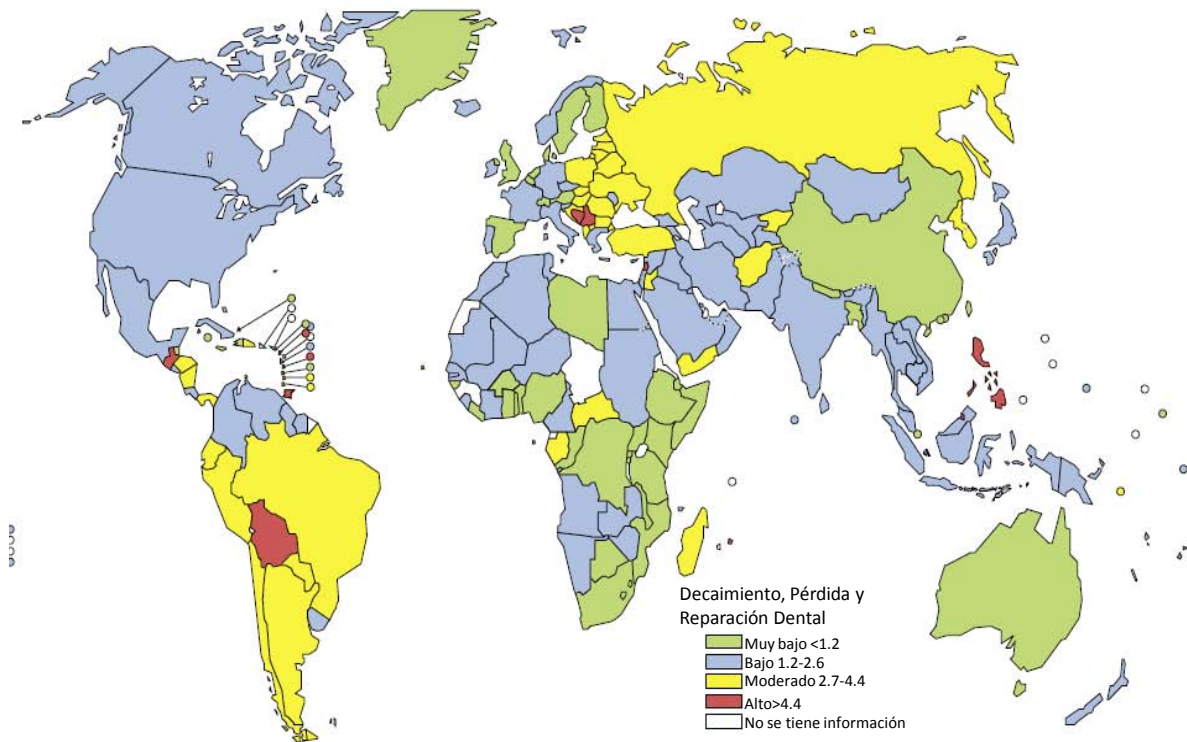 Decaimiento, Pérdida y
Reparación Dental
Muy bajo <1.2
Bajo 1.2-2.6
Moderado 2.7-4.4
Alto>4.4
No se tiene información